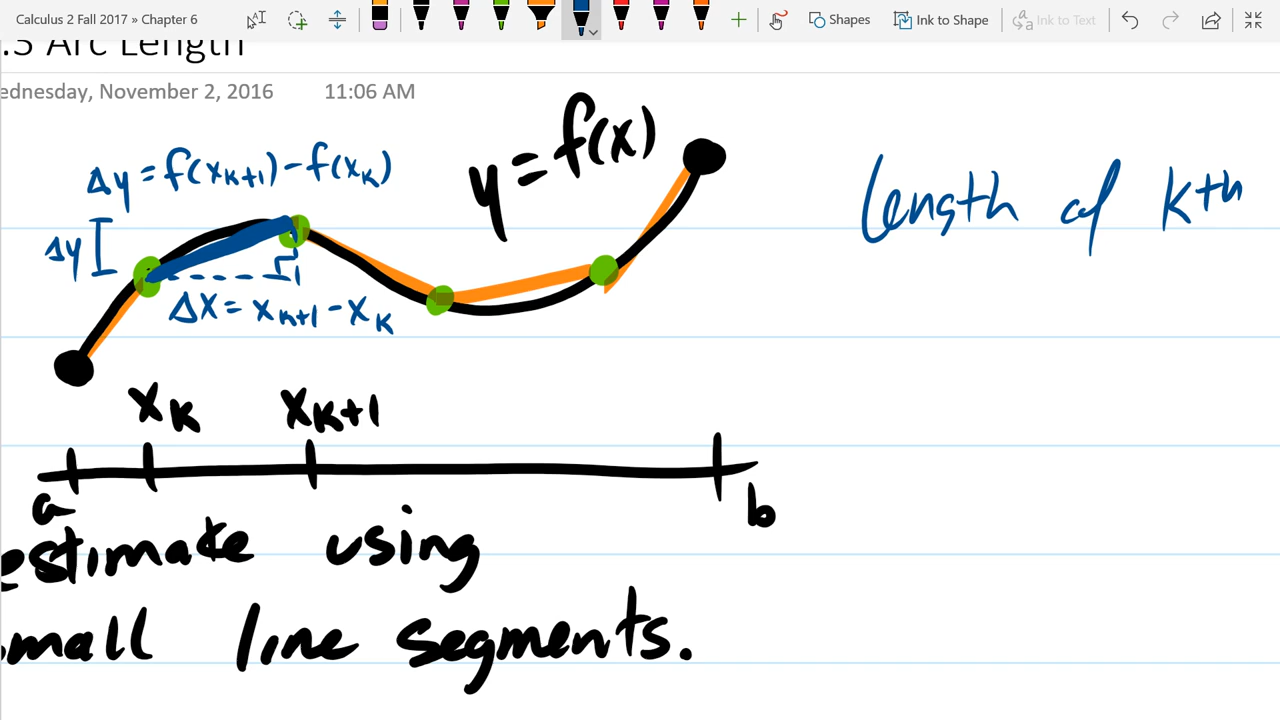 Calculus 2 Fall 2017 » Chapter 6
Shapes
Ink to Shape
Ink to Text
.3 Arc Length
ednesday, November 2, 2016 11:06 AM
y = f(x)
Δy = f(xₖ₊₁) - f(xₖ)
length of kth
Δy
Δx = xₖ₊₁ - xₖ
xₖ xₖ₊₁
a b
estimate using
small line segments.